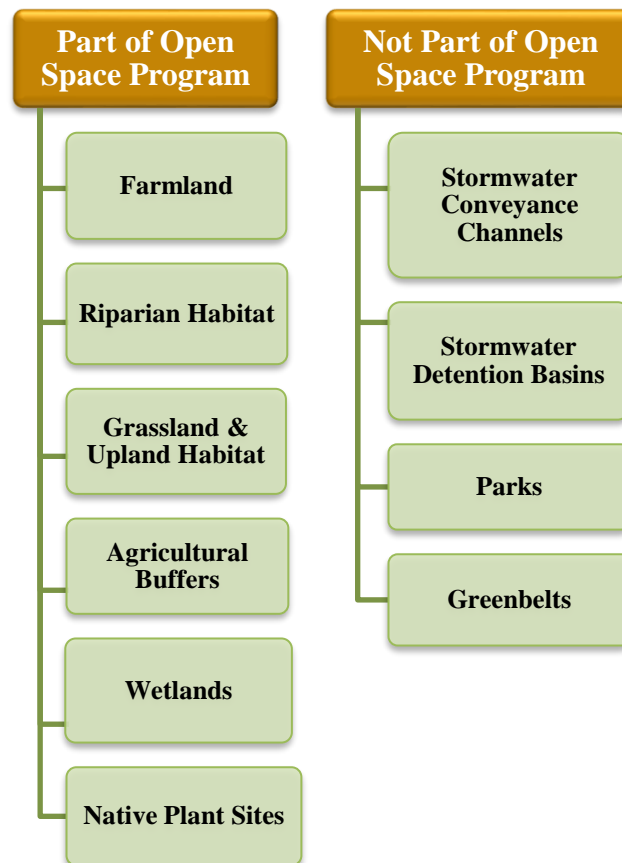 Part of Open
Space Program
Farmland
Riparian Habitat
Grassland &
Upland Habitat
Agricultural
Buffers
Wetlands
Native Plant Sites
Not Part of Open
Space Program
Stormwater
Conveyance
Channels
Stormwater
Detention Basins
Parks
Greenbelts